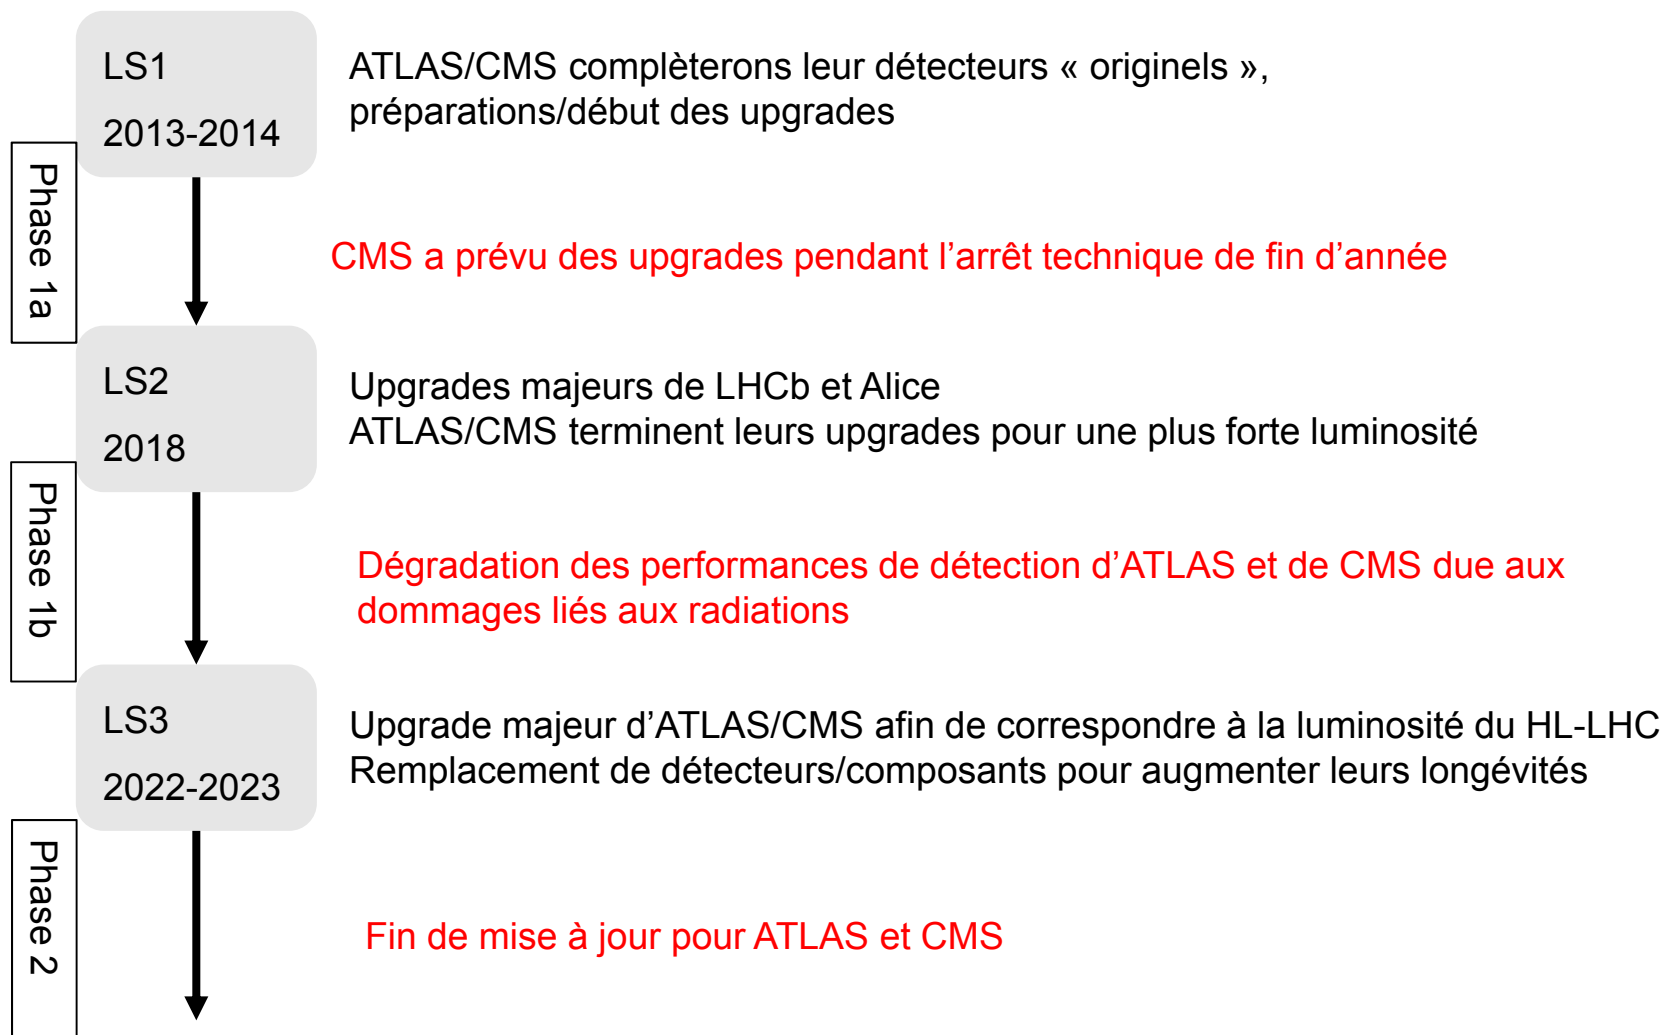 LS1
2013-2014
ATLAS/CMS complèterons leur détecteurs « originels »,
préparations/début des upgrades
Phase 1a
CMS a prévu des upgrades pendant l’arrêt technique de fin d’année
LS2
2018
Upgrades majeurs de LHCb et Alice
ATLAS/CMS terminent leurs upgrades pour une plus forte luminosité
Phase 1b
Dégradation des performances de détection d’ATLAS et de CMS due aux
dommages liés aux radiations
LS3
2022-2023
Upgrade majeur d’ATLAS/CMS afin de correspondre à la luminosité du HL-LHC
Remplacement de détecteurs/composants pour augmenter leurs longévités
Phase 2
Fin de mise à jour pour ATLAS et CMS